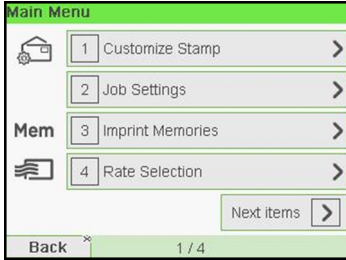 Main Menu
1 Customize Stamp >
2 Job Settings >
Mem 3 Imprint Memories >
4 Rate Selection >
Next items >
Back × 1 / 4